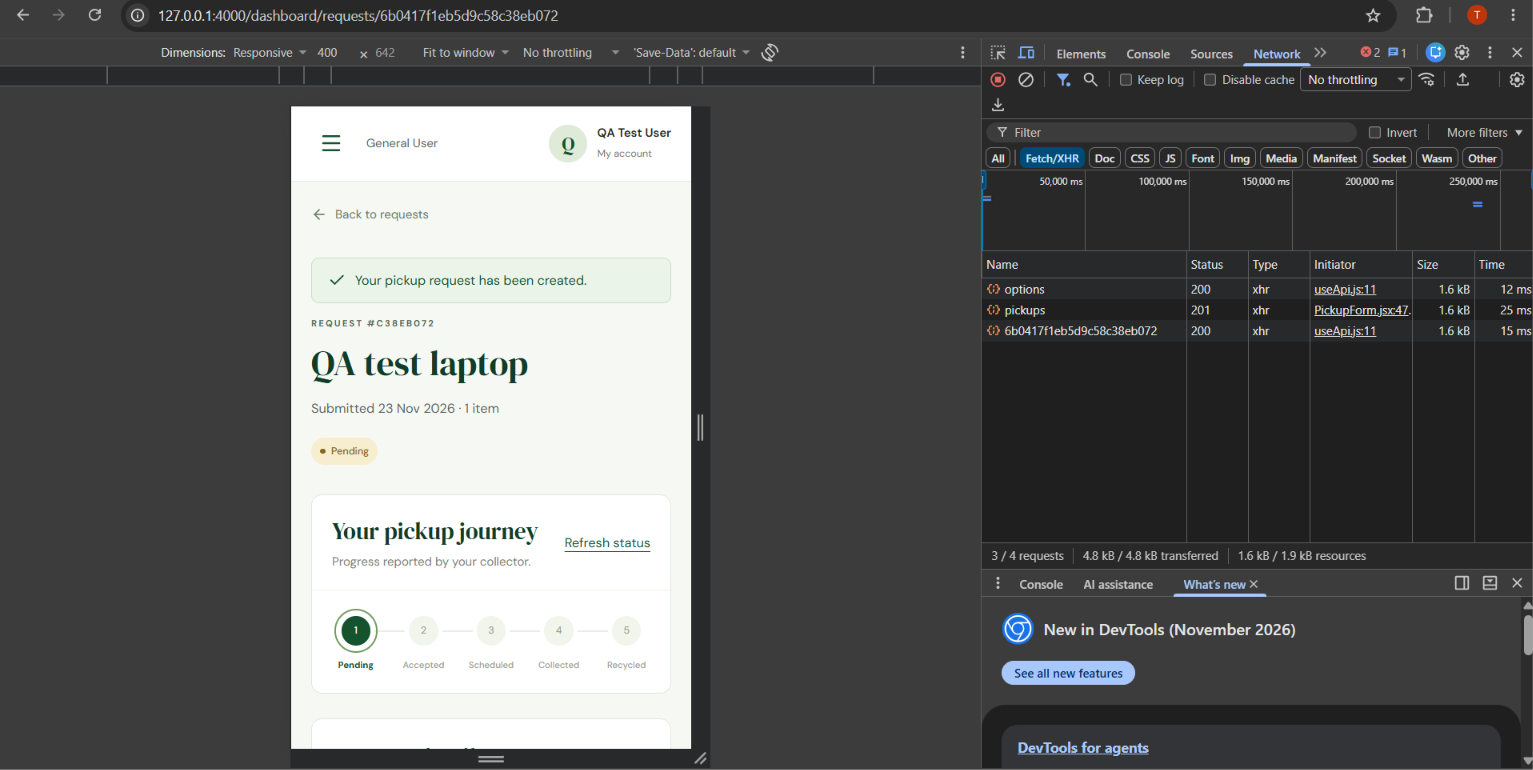 127.0.0.1:4000/dashboard/requests/6b0417f1eb5d9c58c38eb072
T
Dimensions: Responsive 400 × 642 Fit to window No throttling 'Save-Data': default
Elements Console Sources Network 2 1
Keep log Disable cache No throttling
Filter Invert More filters
All Fetch/XHR Doc CSS JS Font Img Media Manifest Socket Wasm Other
50,000 ms 100,000 ms 150,000 ms 200,000 ms 250,000 ms
Name Status Type Initiator Size Time
options 200 xhr useApi.js:11 1.6 kB 12 ms
pickups 201 xhr PickupForm.jsx:47 1.6 kB 25 ms
6b0417f1eb5d9c58c38eb072 200 xhr useApi.js:11 1.6 kB 15 ms
3 / 4 requests 4.8 kB / 4.8 kB transferred 1.6 kB / 1.9 kB resources
Console AI assistance What's new
New in DevTools (November 2026)
See all new features
DevTools for agents
General User
Q
QA Test User
My account
Back to requests
Your pickup request has been created.
REQUEST #C38EB072
QA test laptop
Submitted 23 Nov 2026 · 1 item
Pending
Your pickup journey
Refresh status
Progress reported by your collector.
1 2 3 4 5
Pending Accepted Scheduled Collected Recycled